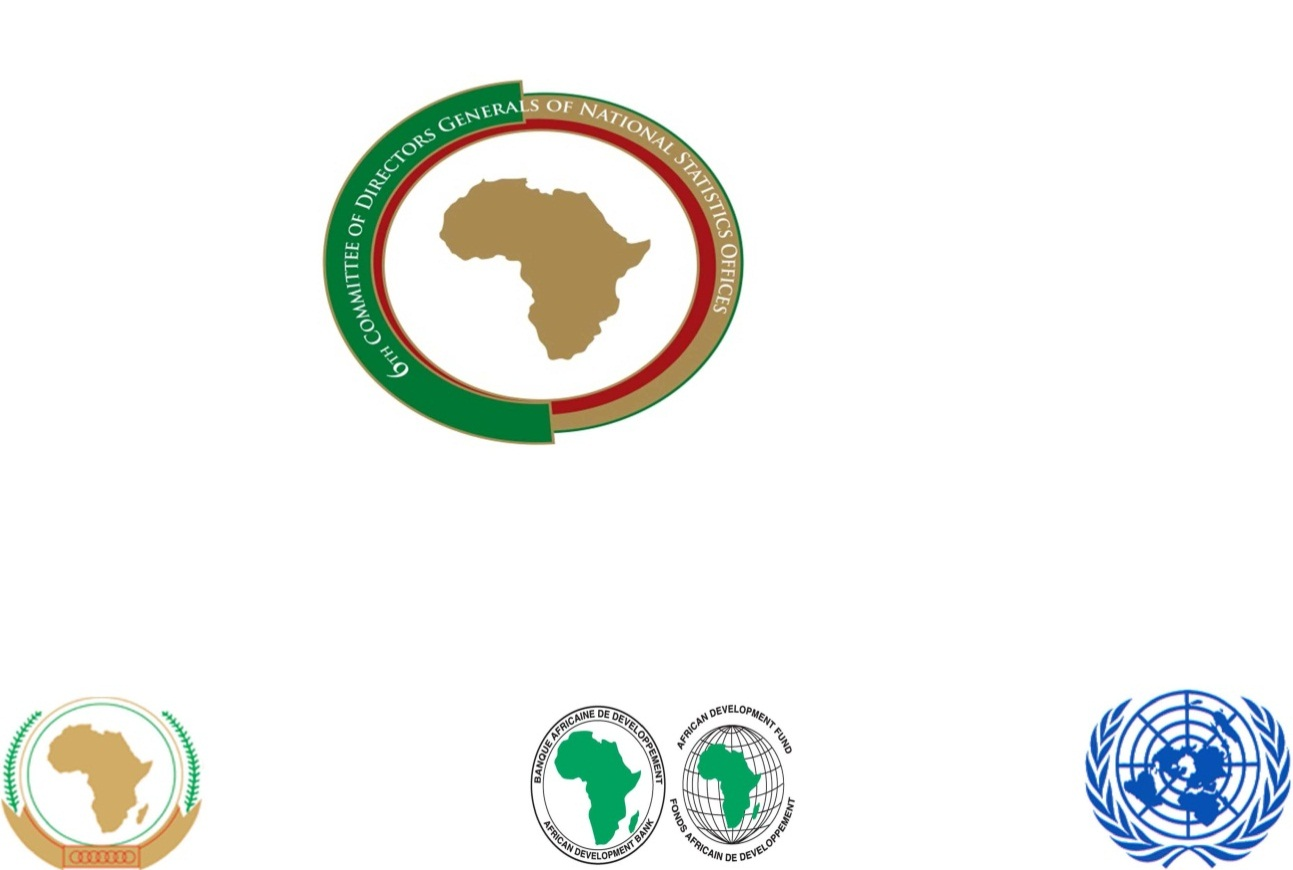 6TH COMMITTEE OF DIRECTORS GENERALS OF NATIONAL STATISTICS OFFICES
BANQUE AFRICAINE DE DEVELOPPEMENT
AFRICAN DEVELOPMENT BANK
AFRICAN DEVELOPMENT FUND
FONDS AFRICAIN DE DEVELOPPEMENT